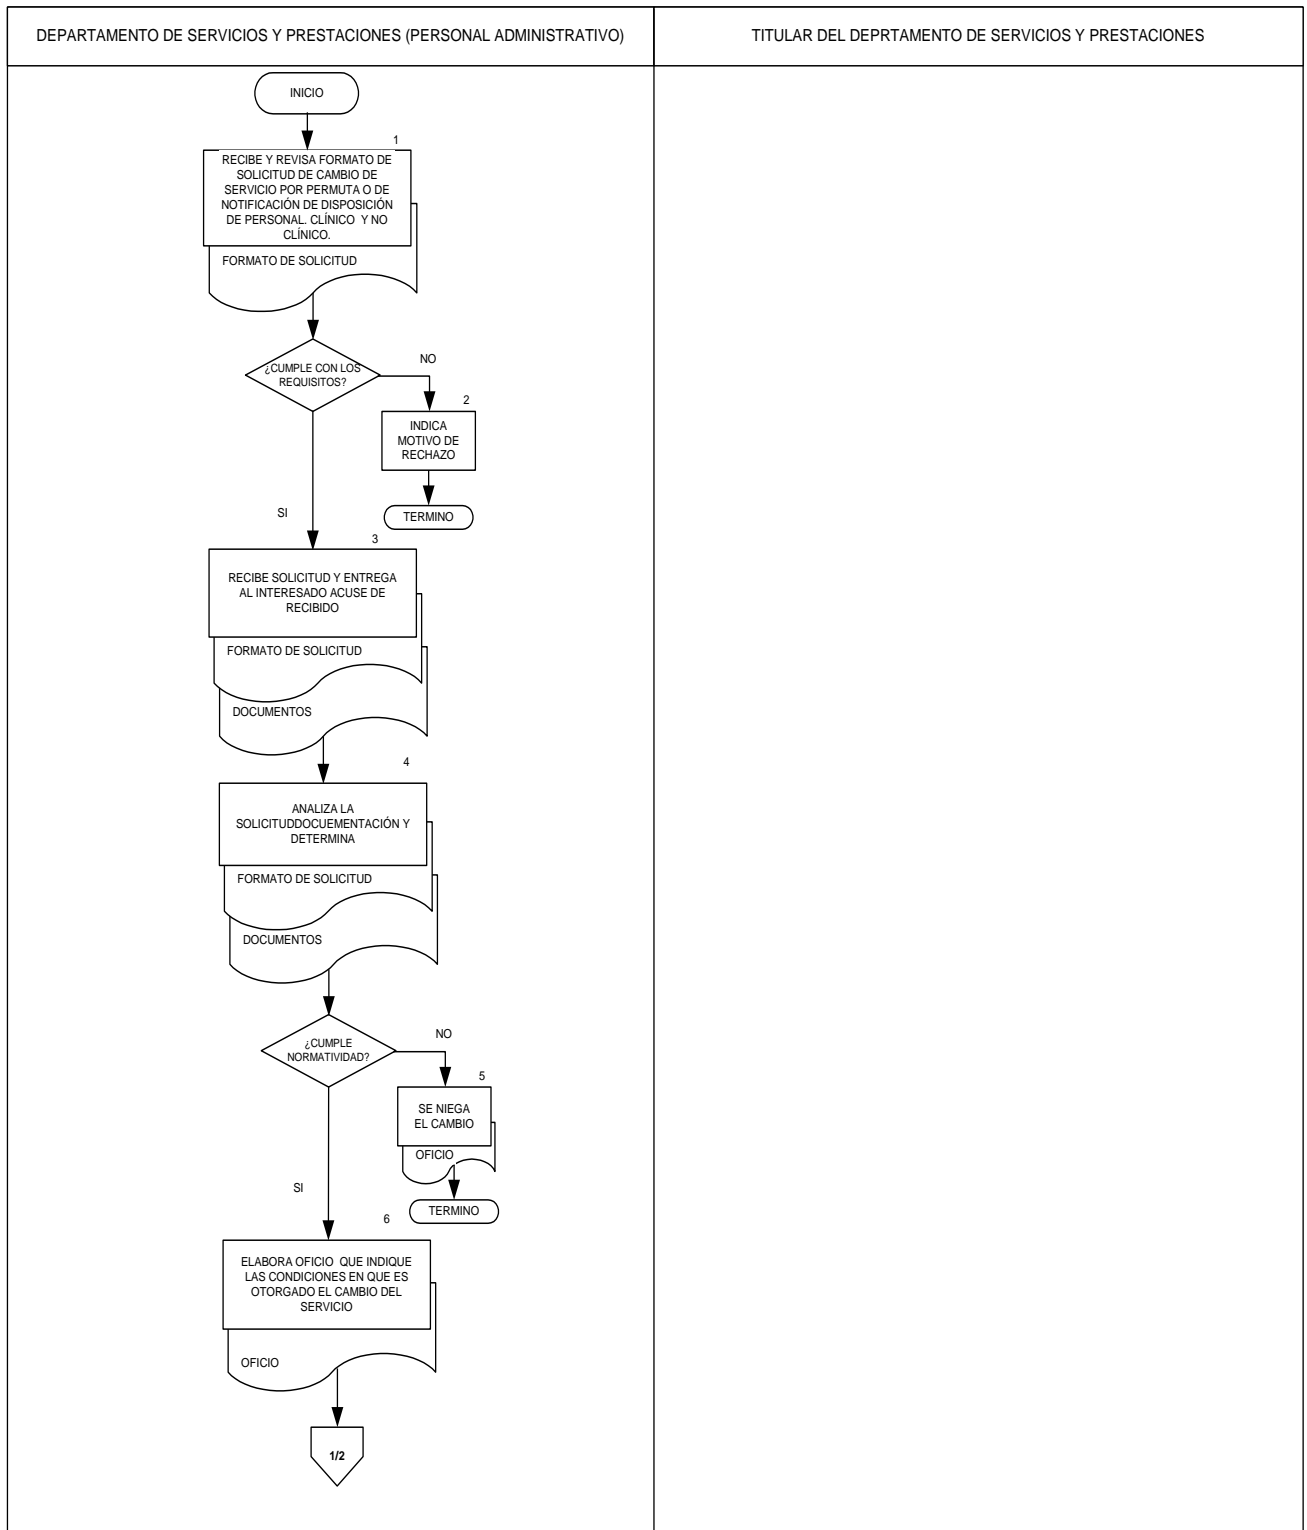 DEPARTAMENTO DE SERVICIOS Y PRESTACIONES (PERSONAL ADMINISTRATIVO)
TITULAR DEL DEPRTAMENTO DE SERVICIOS Y PRESTACIONES
INICIO
1
RECIBE Y REVISA FORMATO DE
SOLICITUD DE CAMBIO DE
SERVICIO POR PERMUTA O DE
NOTIFICACIÓN DE DISPOSICIÓN
DE PERSONAL. CLÍNICO Y NO
CLÍNICO.
FORMATO DE SOLICITUD
¿CUMPLE CON LOS
REQUISITOS?
NO
2
INDICA
MOTIVO DE
RECHAZO
TERMINO
SI
3
RECIBE SOLICITUD Y ENTREGA
AL INTERESADO ACUSE DE
RECIBIDO
FORMATO DE SOLICITUD
DOCUMENTOS
4
ANALIZA LA
SOLICITUDDOCUEMENTACIÓN Y
DETERMINA
FORMATO DE SOLICITUD
DOCUMENTOS
¿CUMPLE
NORMATIVIDAD?
NO
5
SE NIEGA
EL CAMBIO
OFICIO
TERMINO
SI
6
ELABORA OFICIO QUE INDIQUE
LAS CONDICIONES EN QUE ES
OTORGADO EL CAMBIO DEL
SERVICIO
OFICIO
1/2